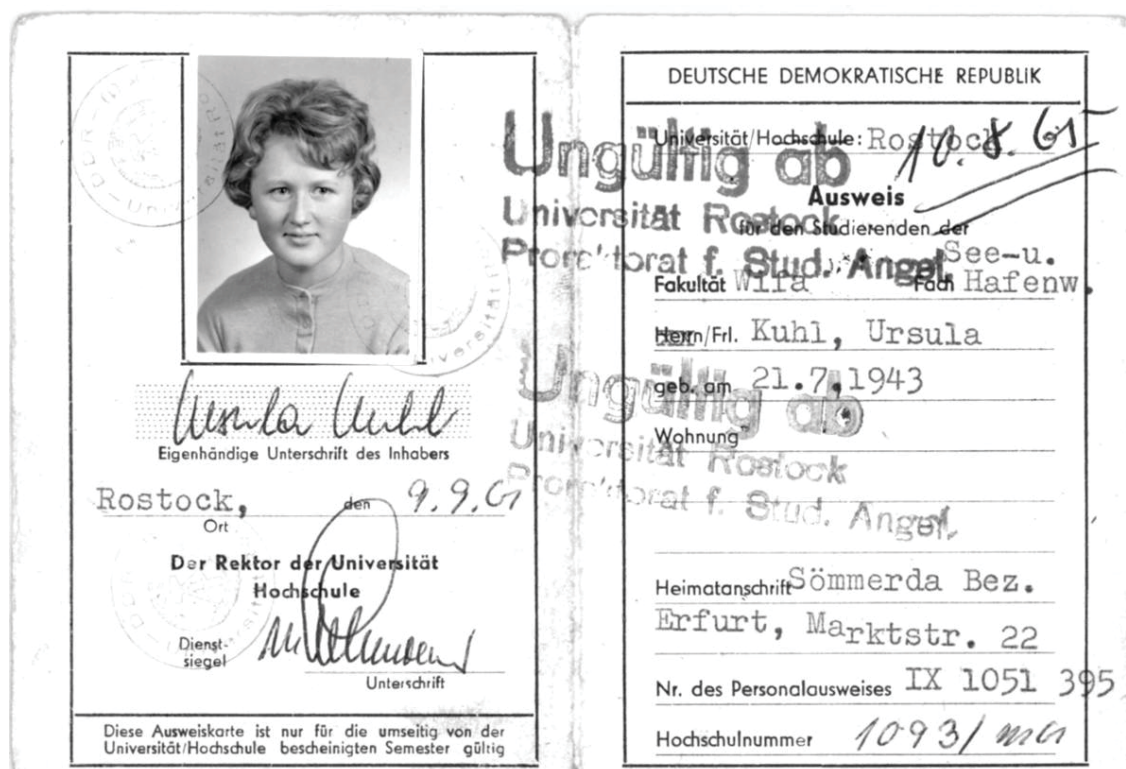 Ursula Kuhl
Eigenhändige Unterschrift des Inhabers
Rostock, den 9.9.61
Ort
Der Rektor der Universität
Hochschule
Dienst-
siegel
Unterschrift
Diese Ausweiskarte ist nur für die umseitig von der
Universität/Hochschule bescheinigten Semester gültig
DEUTSCHE DEMOKRATISCHE REPUBLIK
Universität/Hochschule: Rostock
10.8.65
Ausweis
für den Studierenden der
See-u.
Fakultät Wifa Fach Hafenw.
Herrn/Frl. Kuhl, Ursula
geb. am 21.7.1943
Wohnung
Heimatanschrift Sömmerda Bez.
Erfurt, Marktstr. 22
Nr. des Personalausweises IX 1051 395
Hochschulnummer 1093/
Ungültig ab
Universität Rostock
Prorektorat f. Stud. Angel.
Ungültig ab
Universität Rostock
Prorektorat f. Stud. Angel.